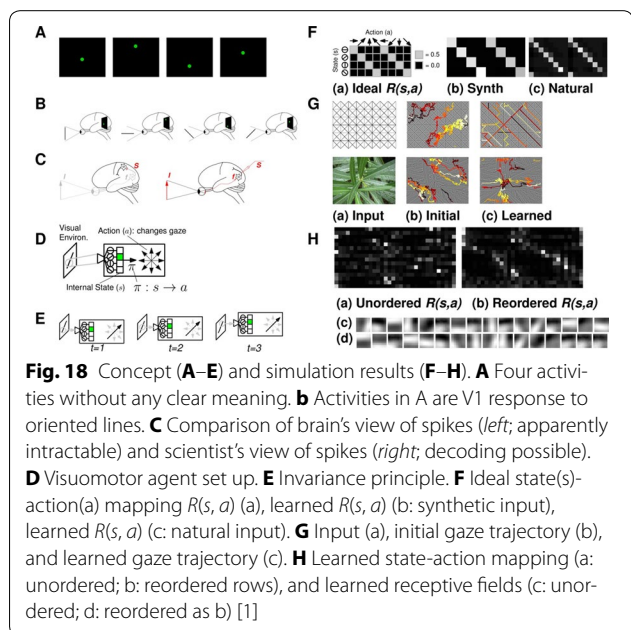 A
F
Action (a)
State (s)
= 0.5
= 0.0
(a) Ideal R(s,a) (b) Synth (c) Natural
B
G
C
I
f
s
I
f
s
(a) Input (b) Initial (c) Learned
D
Visual Environ.
Action (a): changes gaze
π
Internal State (s)
π : s → a
H
(a) Unordered R(s,a) (b) Reordered R(s,a)
E
t=1 t=2 t=3
(c)
(d)
Fig. 18 Concept (A–E) and simulation results (F–H). A Four activi-
ties without any clear meaning. b Activities in A are V1 response to
oriented lines. C Comparison of brain’s view of spikes (left; apparently
intractable) and scientist’s view of spikes (right; decoding possible).
D Visuomotor agent set up. E Invariance principle. F Ideal state(s)-
action(a) mapping R(s, a) (a), learned R(s, a) (b: synthetic input),
learned R(s, a) (c: natural input). G Input (a), initial gaze trajectory (b),
and learned gaze trajectory (c). H Learned state-action mapping (a:
unordered; b: reordered rows), and learned receptive fields (c: unor-
dered; d: reordered as b) [1]